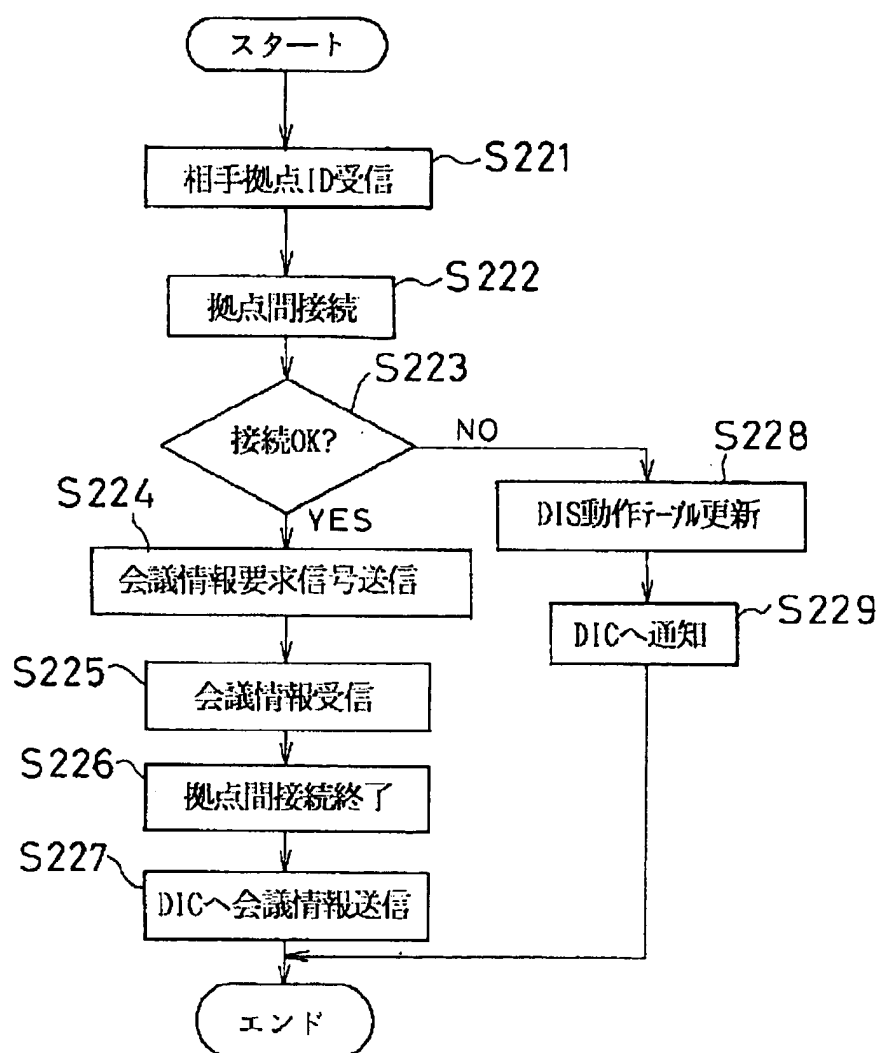 スタート
相手拠点ID受信
S221
拠点間接続
S222
接続OK?
S223
NO
YES
S224
会議情報要求信号送信
S225
会議情報受信
S226
拠点間接続終了
S227
DICへ会議情報送信
S228
DIS動作テーブル更新
DICへ通知
S229
エンド